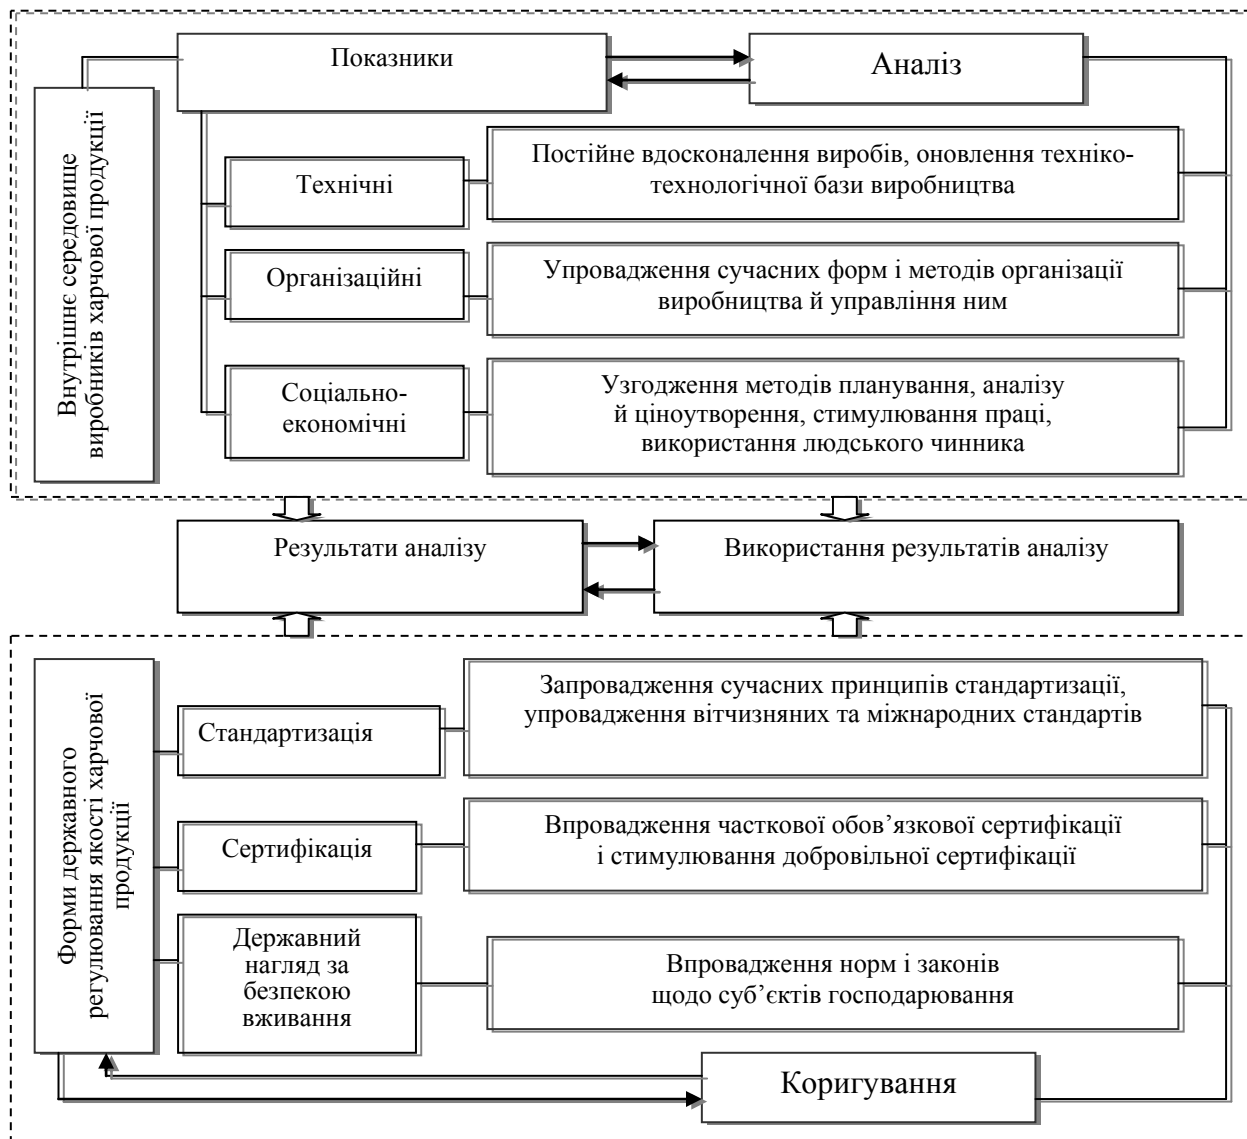 Показники
Аналіз
Внутрішнє середовище
виробників харчової продукції
Технічні
Постійне вдосконалення виробів, оновлення техніко-
технологічної бази виробництва
Організаційні
Упровадження сучасних форм і методів організації
виробництва й управління ним
Соціально-
економічні
Узгодження методів планування, аналізу
й ціноутворення, стимулювання праці,
використання людського чинника
Результати аналізу
Використання результатів аналізу
Форми державного
регулювання якості харчової
продукції
Стандартизація
Запровадження сучасних принципів стандартизації,
упровадження вітчизняних та міжнародних стандартів
Сертифікація
Впровадження часткової обов’язкової сертифікації
і стимулювання добровільної сертифікації
Державний
нагляд за
безпекою
вживання
Впровадження норм і законів
щодо суб’єктів господарювання
Коригування